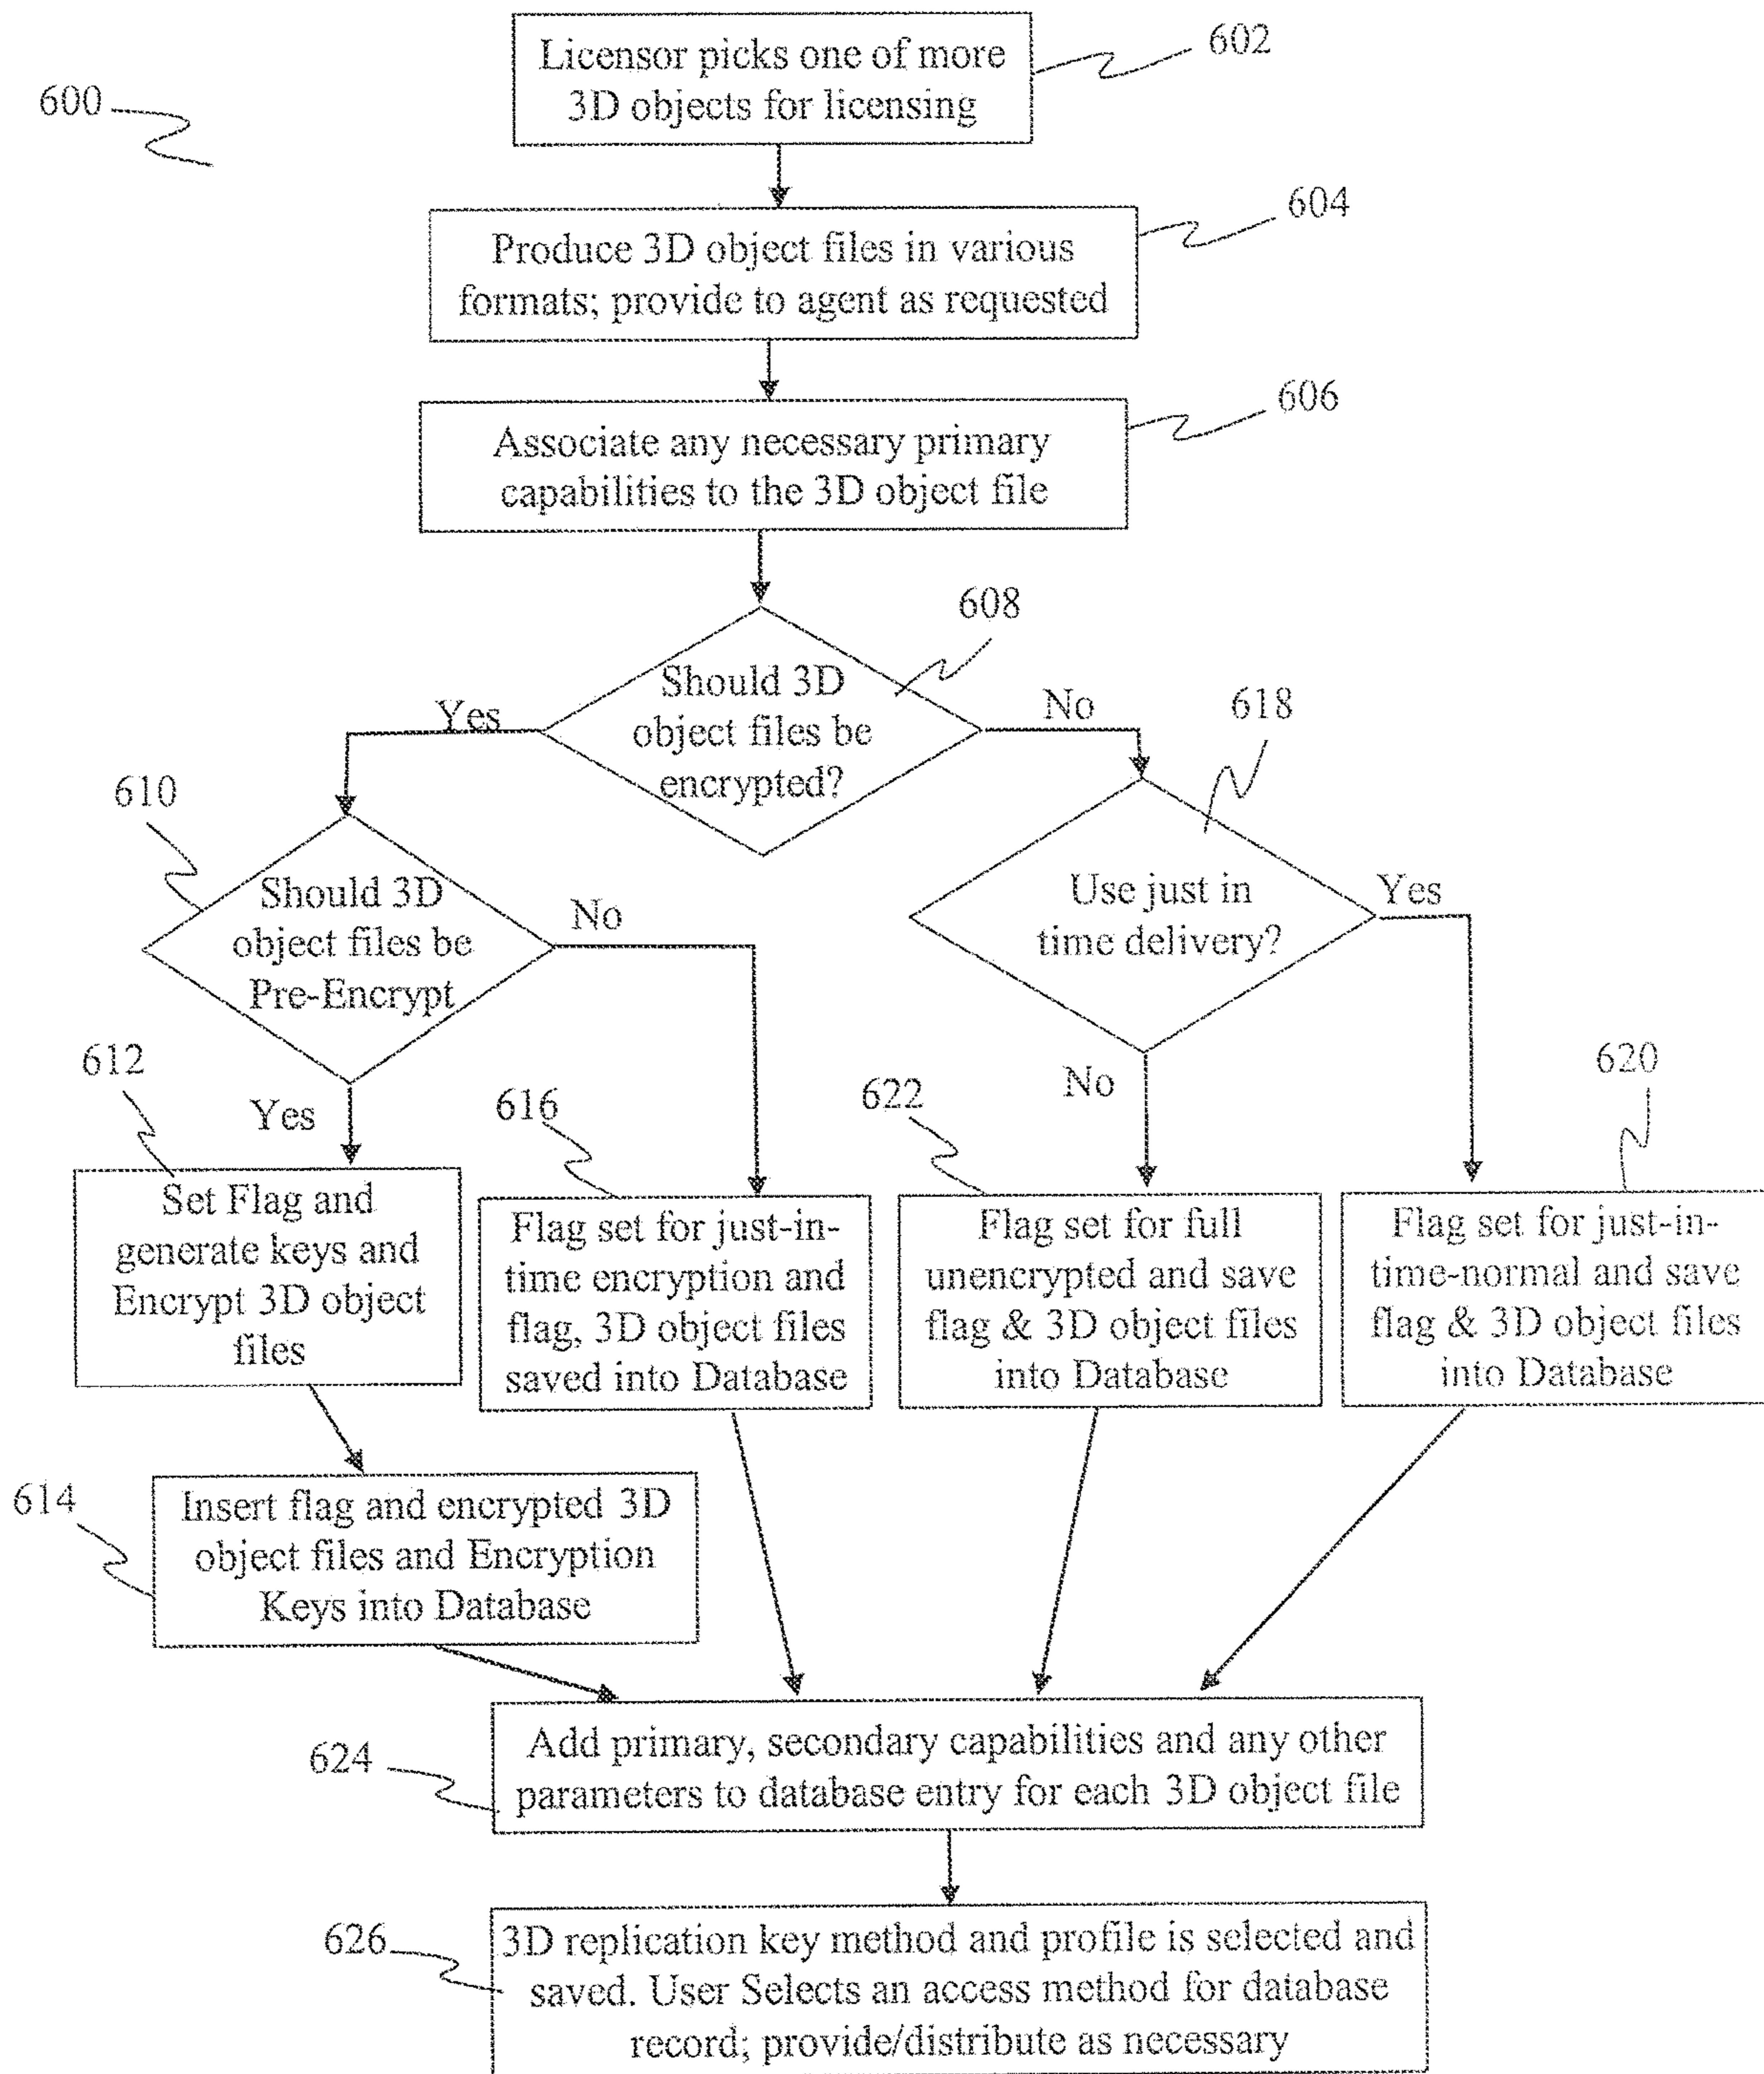 600
Licensor picks one of more
3D objects for licensing
602
Produce 3D object files in various
formats; provide to agent as requested
604
Associate any necessary primary
capabilities to the 3D object file
606
Should 3D
object files be
encrypted?
608
Yes
No
610
Should 3D
object files be
Pre-Encrypt
No
Yes
618
Use just in
time delivery?
Yes
No
612
Set Flag and
generate keys and
Encrypt 3D object
files
616
Flag set for just-in-
time encryption and
flag, 3D object files
saved into Database
622
Flag set for full
unencrypted and save
flag & 3D object files
into Database
620
Flag set for just-in-
time-normal and save
flag & 3D object files
into Database
614
Insert flag and encrypted 3D
object files and Encryption
Keys into Database
624
Add primary, secondary capabilities and any other
parameters to database entry for each 3D object file
626
3D replication key method and profile is selected and
saved. User Selects an access method for database
record; provide/distribute as necessary